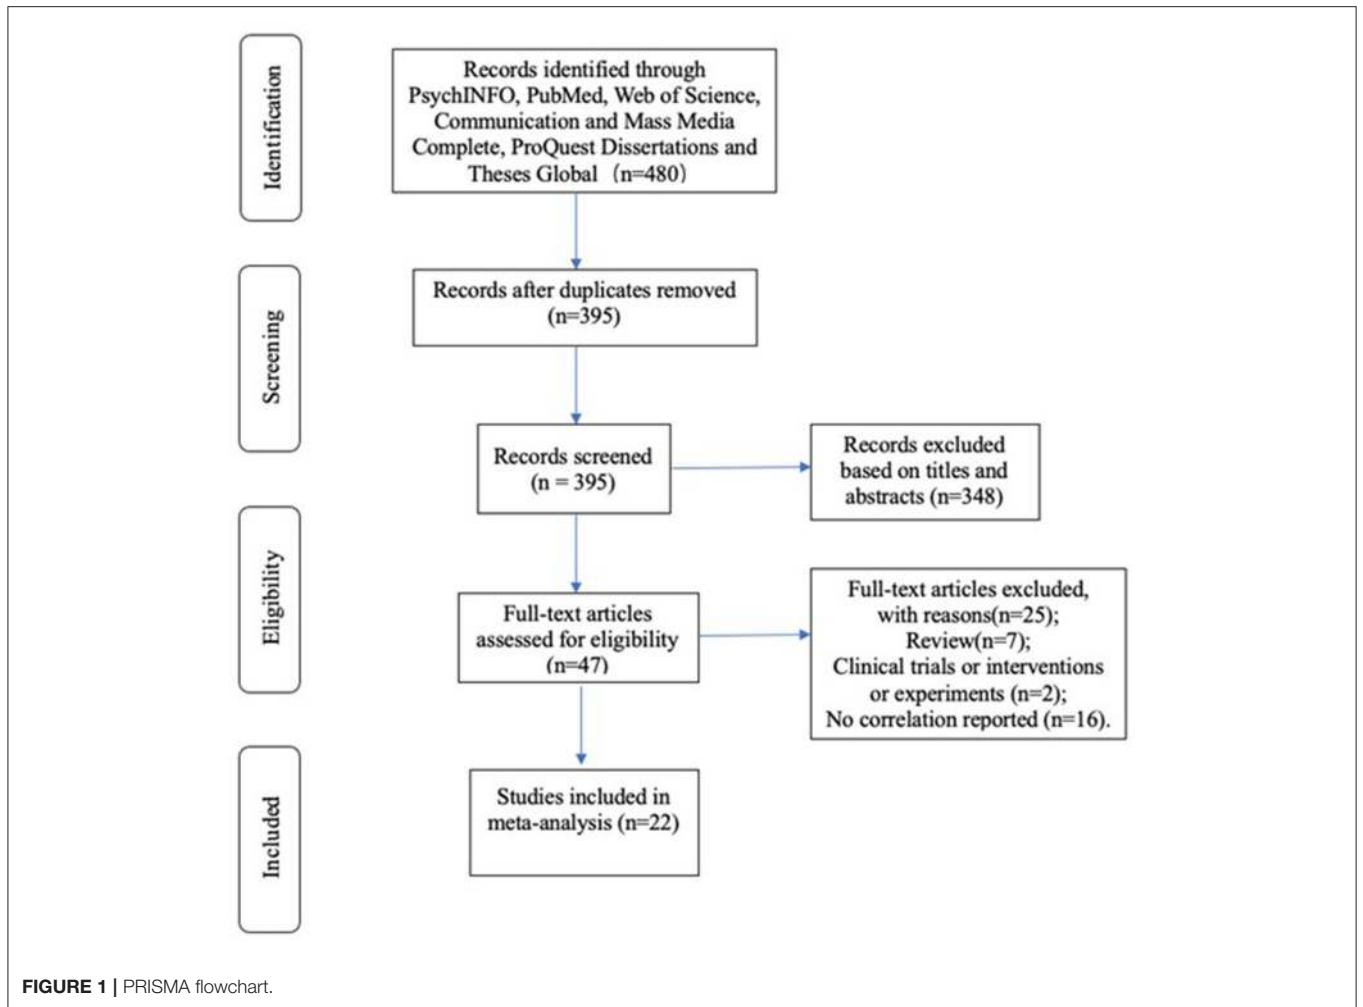 Identification
Records identified through
PsychINFO, PubMed, Web of Science,
Communication and Mass Media
Complete, ProQuest Dissertations and
Theses Global (n=480)
Screening
Records after duplicates removed
(n=395)
Records screened
(n = 395)
Records excluded
based on titles and
abstracts (n=348)
Eligibility
Full-text articles
assessed for eligibility
(n=47)
Full-text articles excluded,
with reasons(n=25);
Review(n=7);
Clinical trials or interventions
or experiments (n=2);
No correlation reported (n=16).
Included
Studies included in
meta-analysis (n=22)
FIGURE 1 | PRISMA flowchart.